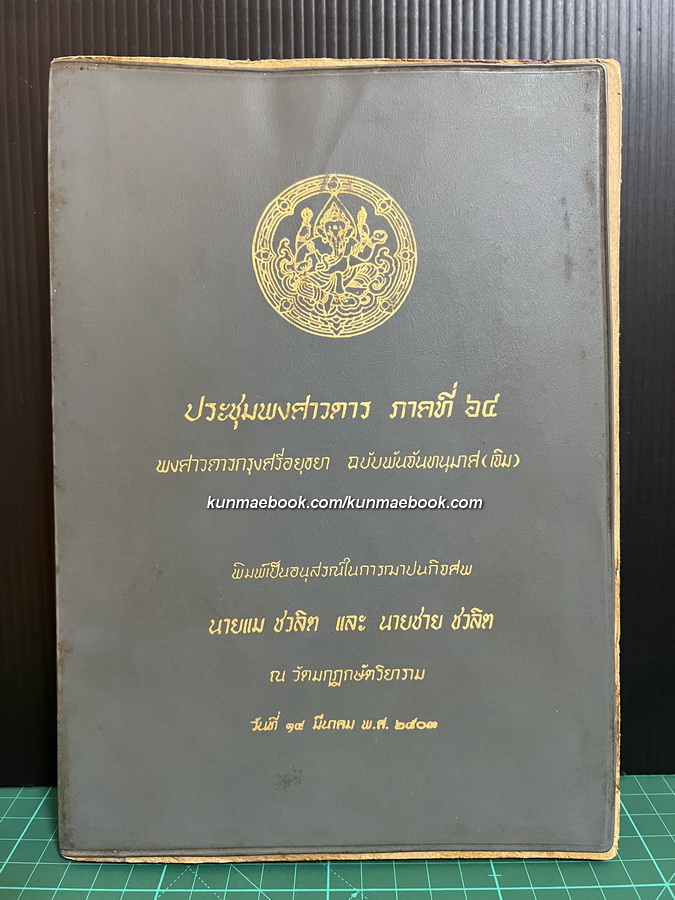 ประชุมพงศาวดาร ภาคที่ ๖๔
พงศาวดารกรุงศรีอยุธยา ฉบับพันจันทนุมาศ(เจิม)
kunmaebook.com/kunmaebook.com
พิมพ์เป็นอนุสรณ์ในการฌาปนกิจศพ
นายแม ชวลิต และ นายชาย ชวลิต
ณ วัดมกุฎกษัตริยาราม
วันที่ ๑๙ มีนาคม พ.ศ. ๒๕๐๓